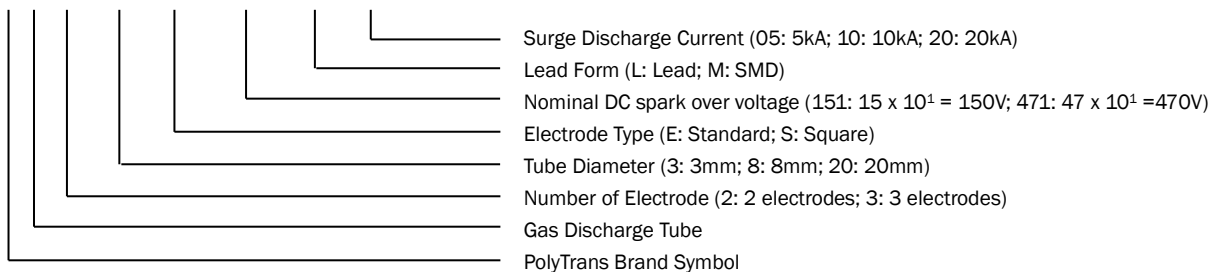 Surge Discharge Current (05: 5kA; 10: 10kA; 20: 20kA)
Lead Form (L: Lead; M: SMD)
Nominal DC spark over voltage (151: 15 x 10¹ = 150V; 471: 47 x 10¹ =470V)
Electrode Type (E: Standard; S: Square)
Tube Diameter (3: 3mm; 8: 8mm; 20: 20mm)
Number of Electrode (2: 2 electrodes; 3: 3 electrodes)
Gas Discharge Tube
PolyTrans Brand Symbol